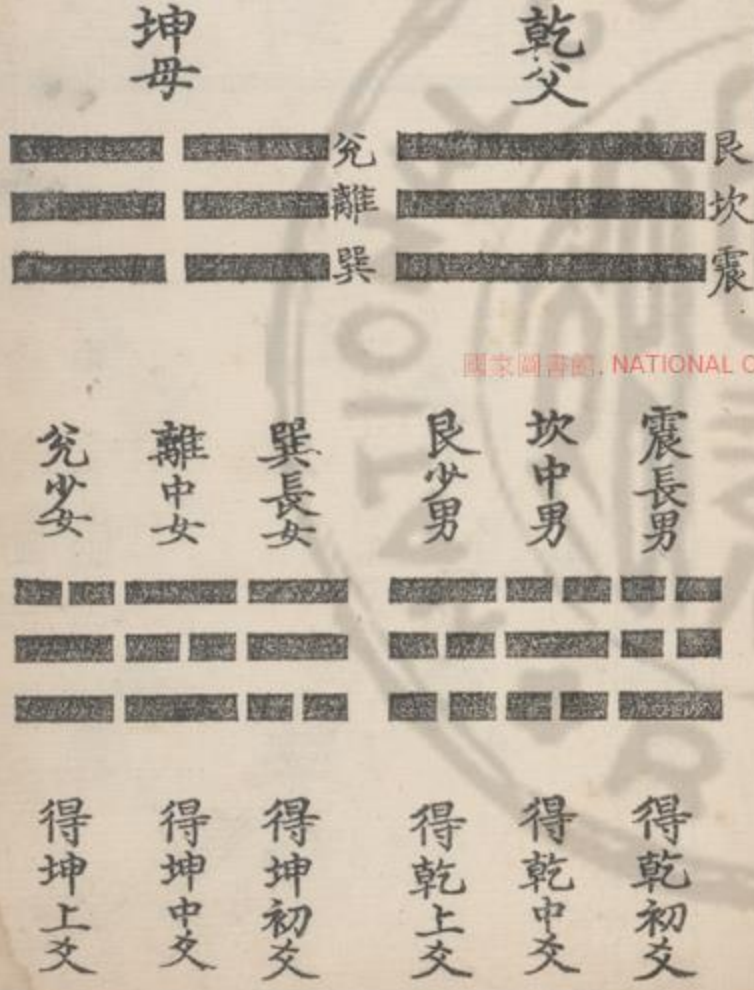 乾父
艮
坎
震
坤母
兊
離
巽
國家圖書館, NATIONAL C
震長男
坎中男
艮少男
巽長女
離中女
兊少女
得乾初爻
得乾中爻
得乾上爻
得坤初爻
得坤中爻
得坤上爻